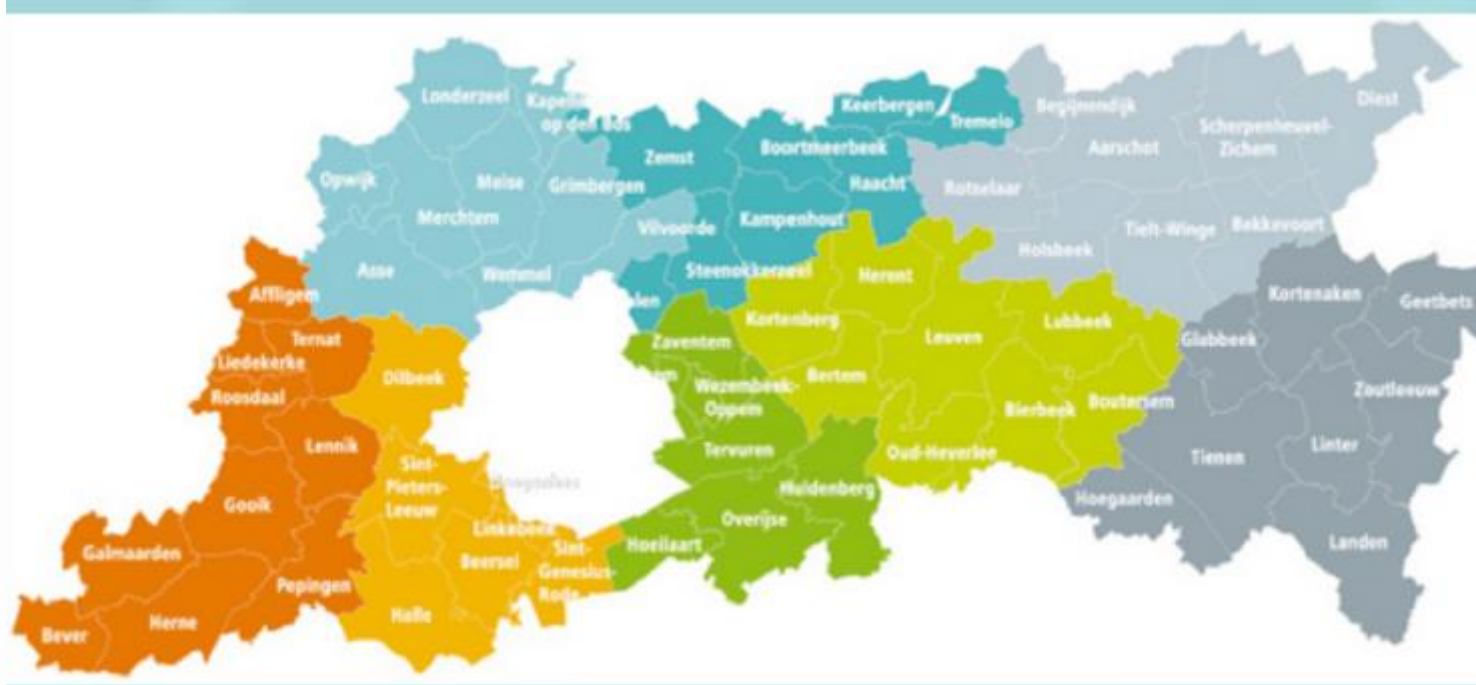 Londerzeel
Kapelle
op den Bos
Opwijk
Meise
Grimbergen
Merchtem
Asse
Wemmel
Vilvoorde
Zemst
Boortmeerbeek
Keerbergen
Tremelo
Haacht
Kampenhout
Steenokkerzeel
Begijnendijk
Aarschot
Scherpenheuvel-
Zichem
Diest
Rotselaar
Holsbeek
Tielt-Winge
Bekkevoort
Affligem
Ternat
Liedekerke
Roosdaal
Lennik
Gooik
Galmaarden
Pepingen
Herne
Bever
Dilbeek
Sint-
Pieters-
Leeuw
Linkebeek
Beersel
Sint-
Genesius-
Rode
Halle
Zaventem
Wezembeek-
Oppem
Tervuren
Huldenberg
Overijse
Hoeilaart
Herent
Kortenberg
Leuven
Lubbeek
Bertem
Bierbeek
Boutersem
Oud-Heverlee
Kortenaken
Geetbets
Glabbeek
Zoutleeuw
Tienen
Linter
Hoegaarden
Landen